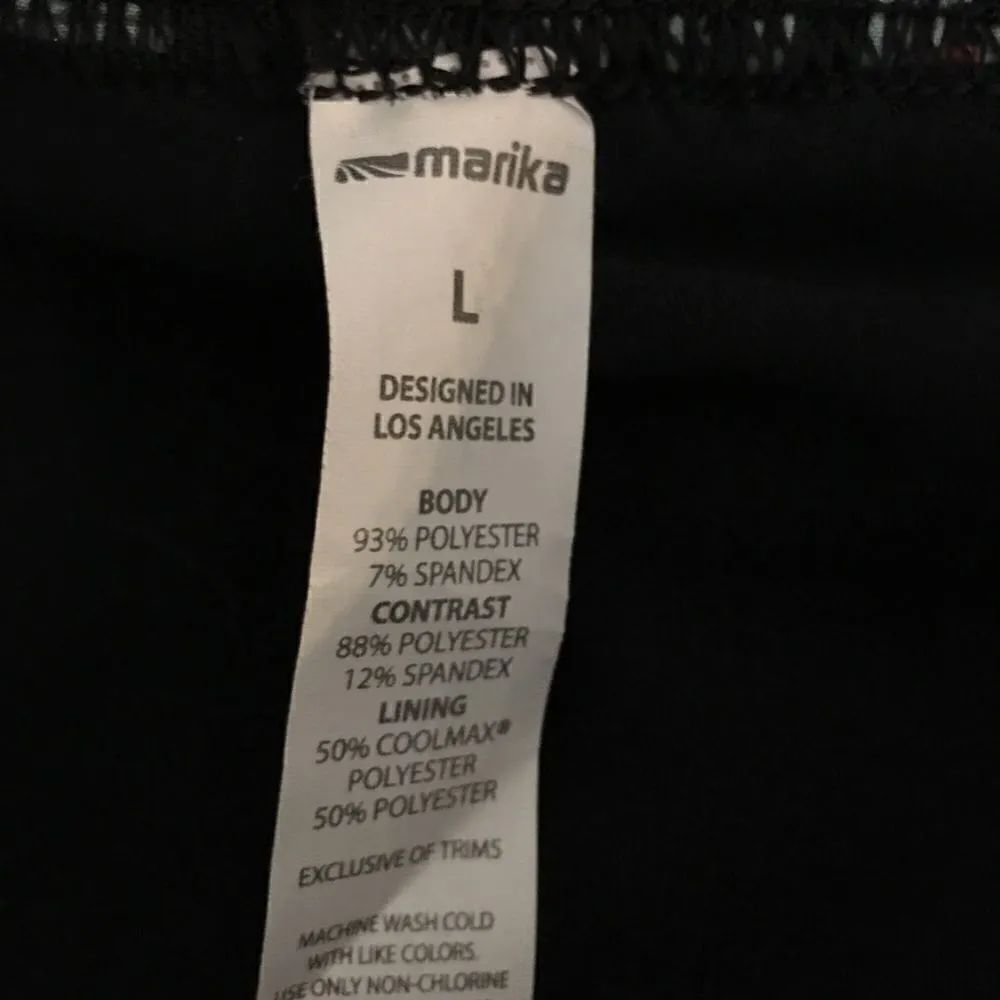 marika
L
DESIGNED IN
LOS ANGELES
BODY
93% POLYESTER
7% SPANDEX
CONTRAST
88% POLYESTER
12% SPANDEX
LINING
50% COOLMAX®
POLYESTER
50% POLYESTER
EXCLUSIVE OF TRIMS
MACHINE WASH COLD
WITH LIKE COLORS.
USE ONLY NON-CHLORINE